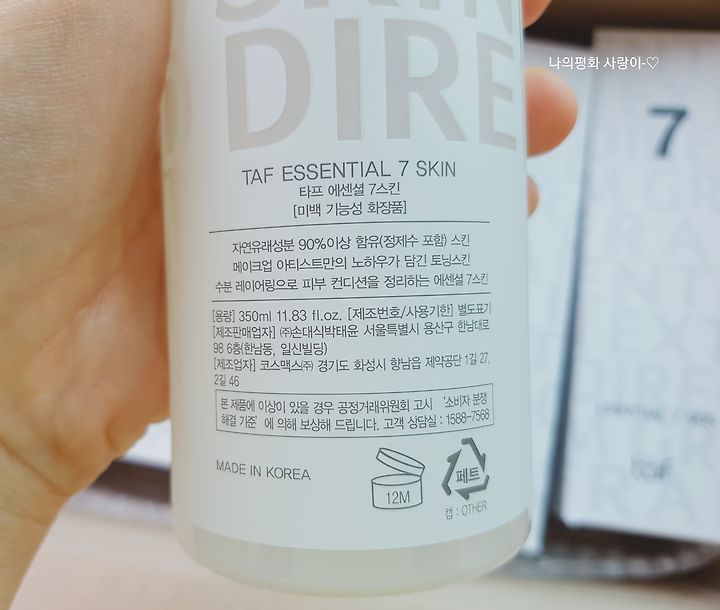 나의평화 사랑이-♡
DIRE
TAF ESSENTIAL 7 SKIN
타프 에센셜 7스킨
[미백 기능성 화장품]
자연유래성분 90%이상 함유(정제수 포함) 스킨
메이크업 아티스트만의 노하우가 담긴 토닝스킨
수분 레이어링으로 피부 컨디션을 정리하는 에센셜 7스킨
[용량] 350ml 11.83 fl.oz. [제조번호/사용기한] 별도표기
[제조판매업자] ㈜손대식박태윤 서울특별시 용산구 한남대로
98 6층(한남동, 일신빌딩)
[제조업자] 코스맥스㈜ 경기도 화성시 향남읍 제약공단 1길 27,
2길 46
본 제품에 이상이 있을 경우 공정거래위원회 고시 '소비자 분쟁
해결 기준' 에 의해 보상해 드립니다. 고객 상담실 : 1588-7568
MADE IN KOREA
12M
페트
캡 : OTHER
7